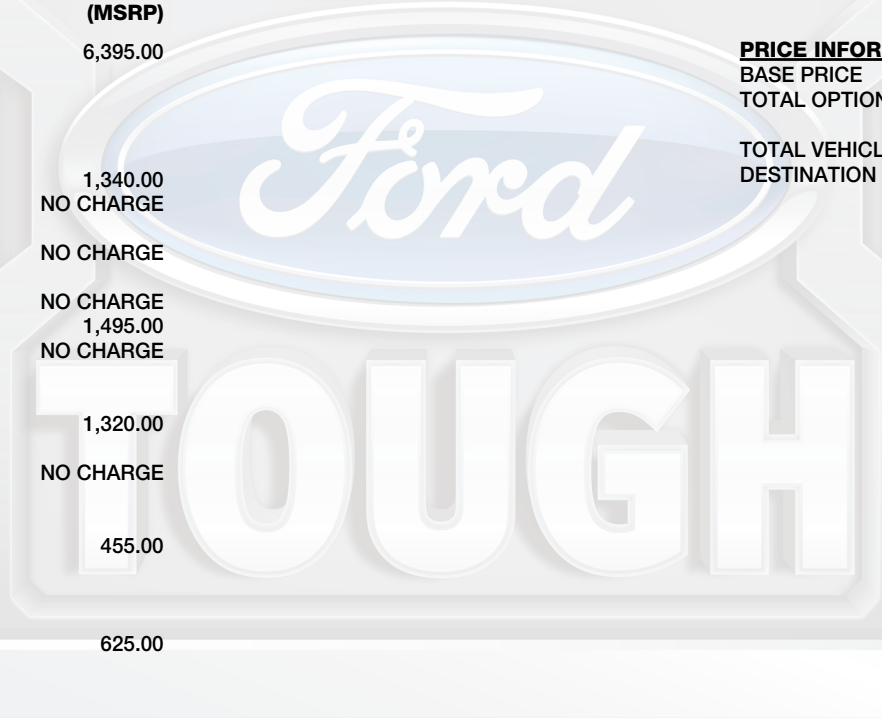 (MSRP)
6,395.00
1,340.00
NO CHARGE
NO CHARGE
NO CHARGE
1,495.00
NO CHARGE
1,320.00
NO CHARGE
455.00
625.00
PRICE INFOR
BASE PRICE
TOTAL OPTION
TOTAL VEHICL
DESTINATION
Ford
TOUGH